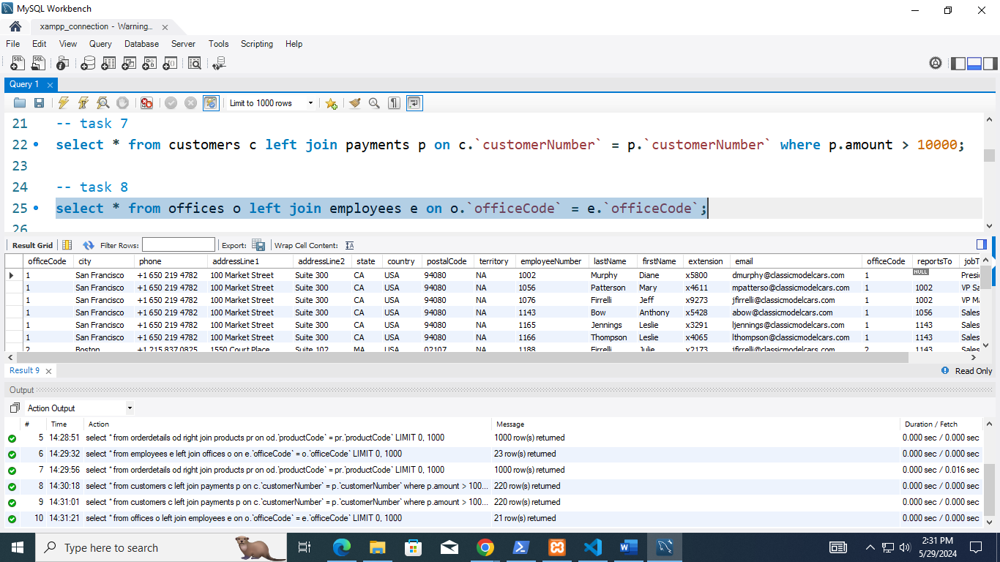 MySQL Workbench
xampp_connection - Warning...
File Edit View Query Database Server Tools Scripting Help
Query 1
Limit to 1000 rows
21 -- task 7
22 select * from customers c left join payments p on c.`customerNumber` = p.`customerNumber` where p.amount > 10000;
23
24 -- task 8
25 select * from offices o left join employees e on o.`officeCode` = e.`officeCode`;
26
Result Grid Filter Rows: Export: Wrap Cell Content:
officeCode city phone addressLine1 addressLine2 state country postalCode territory employeeNumber lastName firstName extension email officeCode reportsTo jobT
1 San Francisco +1 650 219 4782 100 Market Street Suite 300 CA USA 94080 NA 1002 Murphy Diane x5800 dmurphy@classicmodelcars.com 1 NULL Presi
1 San Francisco +1 650 219 4782 100 Market Street Suite 300 CA USA 94080 NA 1056 Patterson Mary x4611 mpatterso@classicmodelcars.com 1 1002 VP Sa
1 San Francisco +1 650 219 4782 100 Market Street Suite 300 CA USA 94080 NA 1076 Firrelli Jeff x9273 jfirrelli@classicmodelcars.com 1 1002 VP Ma
1 San Francisco +1 650 219 4782 100 Market Street Suite 300 CA USA 94080 NA 1143 Bow Anthony x5428 abow@classicmodelcars.com 1 1056 Sales
1 San Francisco +1 650 219 4782 100 Market Street Suite 300 CA USA 94080 NA 1165 Jennings Leslie x3291 ljennings@classicmodelcars.com 1 1143 Sales
1 San Francisco +1 650 219 4782 100 Market Street Suite 300 CA USA 94080 NA 1166 Thompson Leslie x4065 lthompson@classicmodelcars.com 1 1143 Sales
2 Boston +1 215 837 0825 1550 Court Place Suite 102 MA USA 02107 NA 1188 Firrelli Julie x2173 jfirrelli@classicmodelcars.com 2 1143 Sales
Result 9 Read Only
Output
Action Output
# Time Action Message Duration / Fetch
5 14:28:51 select * from orderdetails od right join products pr on od.`productCode` = pr.`productCode` LIMIT 0, 1000 1000 row(s) returned 0.000 sec / 0.000 sec
6 14:29:32 select * from employees e left join offices o on e.`officeCode` = o.`officeCode` LIMIT 0, 1000 23 row(s) returned 0.000 sec / 0.000 sec
7 14:29:56 select * from orderdetails od right join products pr on od.`productCode` = pr.`productCode` LIMIT 0, 1000 1000 row(s) returned 0.000 sec / 0.016 sec
8 14:30:18 select * from customers c left join payments p on c.`customerNumber` = p.`customerNumber` where p.amount > 100... 220 row(s) returned 0.000 sec / 0.000 sec
9 14:31:01 select * from customers c left join payments p on c.`customerNumber` = p.`customerNumber` where p.amount > 100... 220 row(s) returned 0.000 sec / 0.000 sec
10 14:31:21 select * from offices o left join employees e on o.`officeCode` = e.`officeCode` LIMIT 0, 1000 21 row(s) returned 0.000 sec / 0.000 sec
Type here to search
2:31 PM
5/29/2024